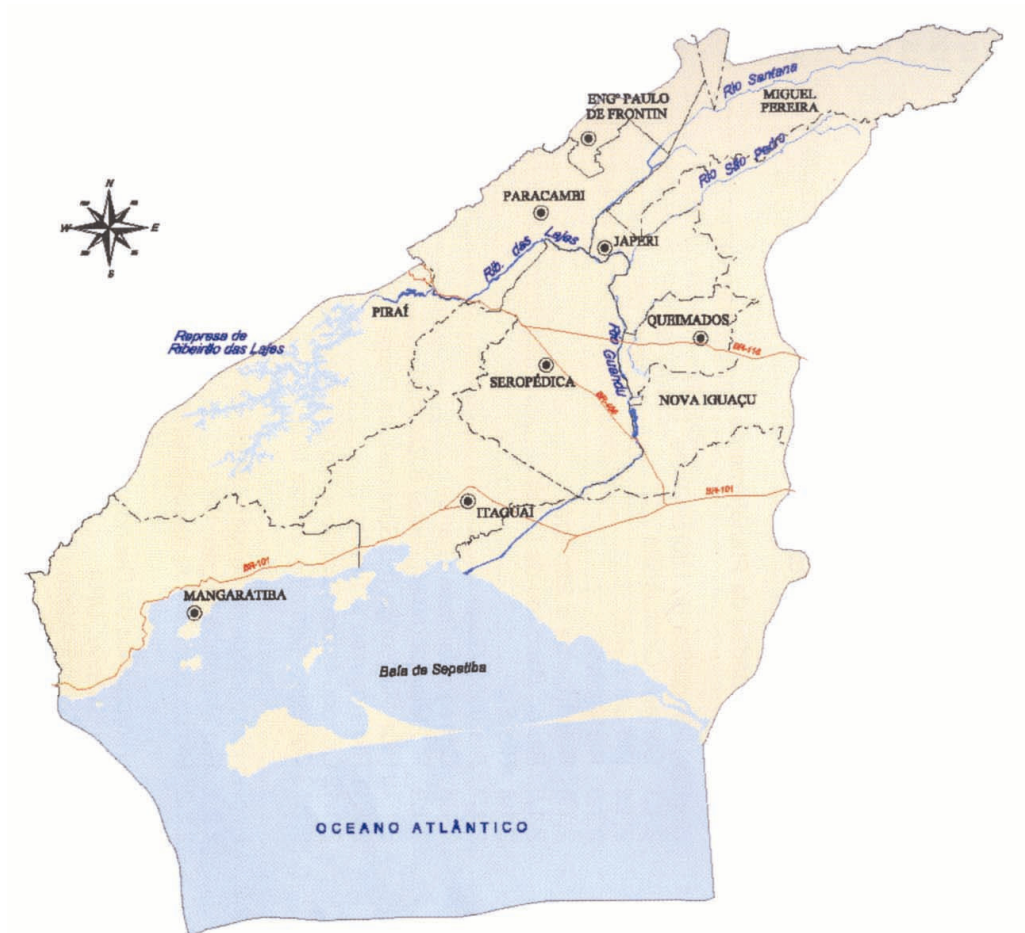 Rio Santana
ENGº PAULO
DE FRONTIN
MIGUEL
PEREIRA
Rio São Pedro
N
W
E
S
PARACAMBI
JAPERI
Rib. das Lajes
PIRAÍ
Represa de
Ribeirão das Lajes
QUEIMADOS
BR-116
Rio Guandu
SEROPÉDICA
NOVA IGUAÇU
BR-101
ITAGUAÍ
BR-101
MANGARATIBA
Baía de Sepetiba
OCEANO ATLÂNTICO